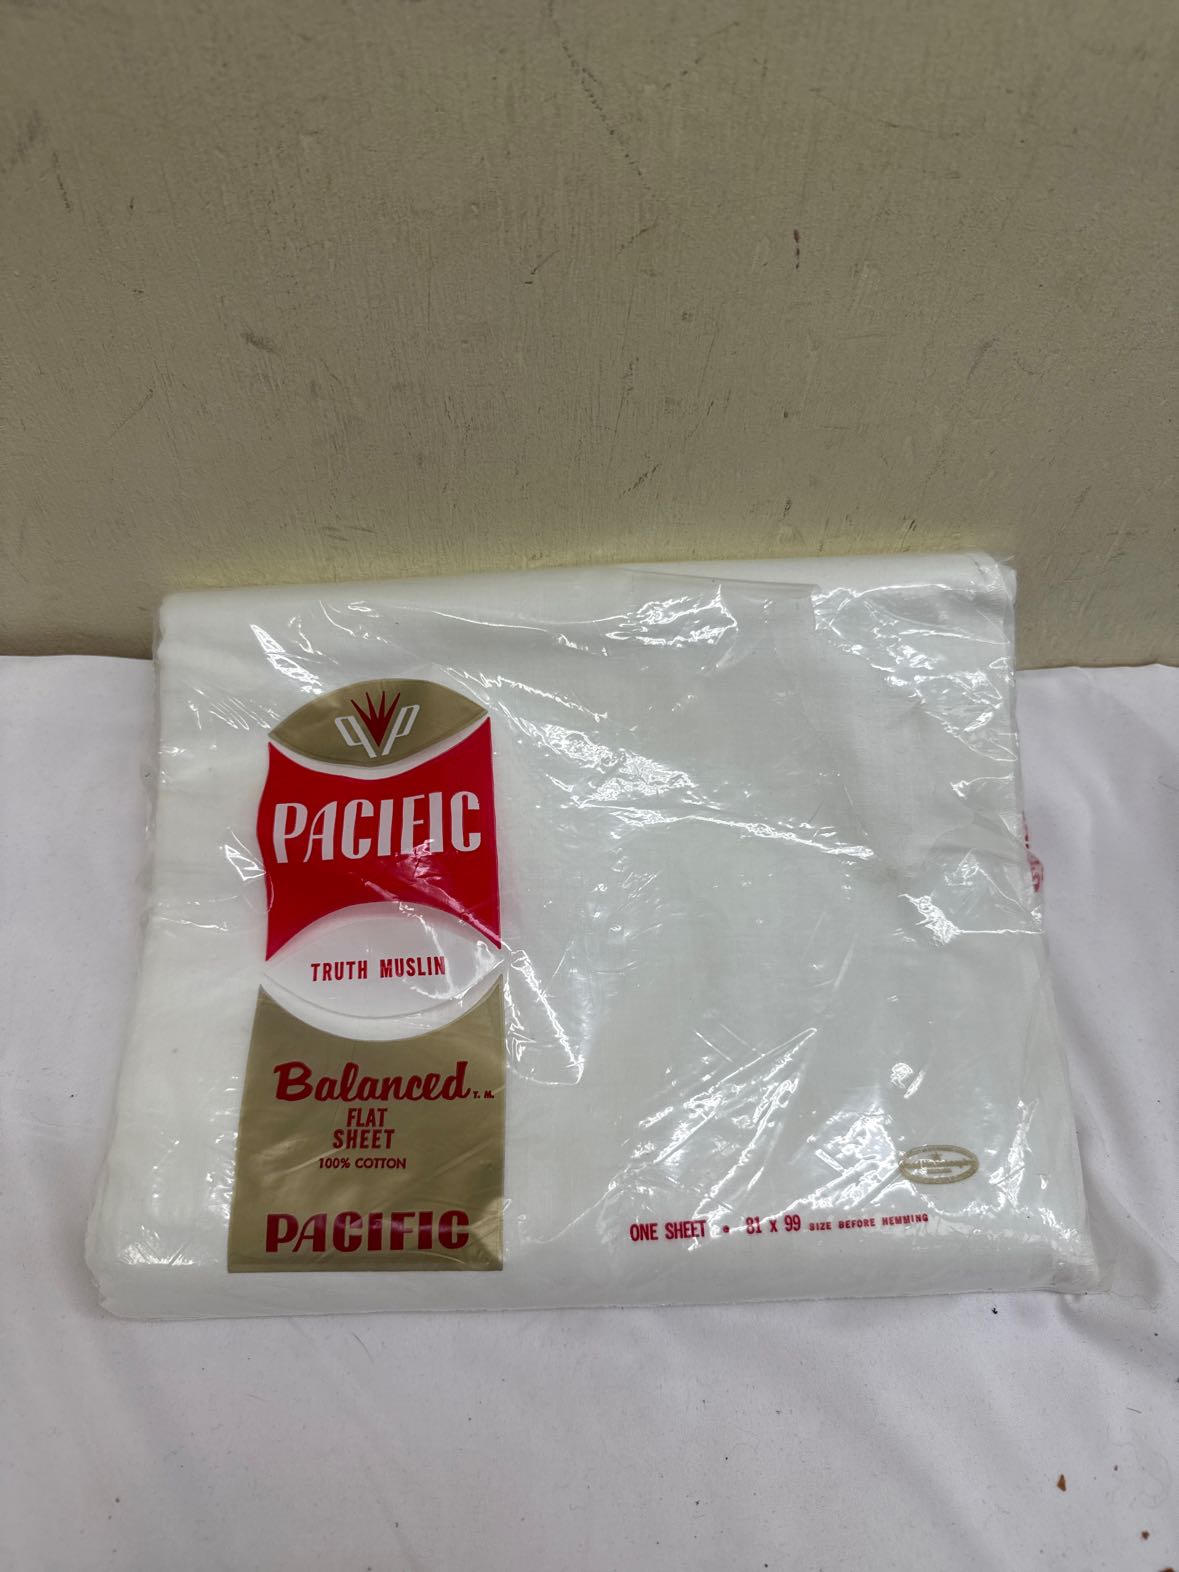 PACIFIC
TRUTH MUSLIN
Balanced T.M.
FLAT
SHEET
100% COTTON
PACIFIC
ONE SHEET • 81 X 99 SIZE BEFORE HEMMING